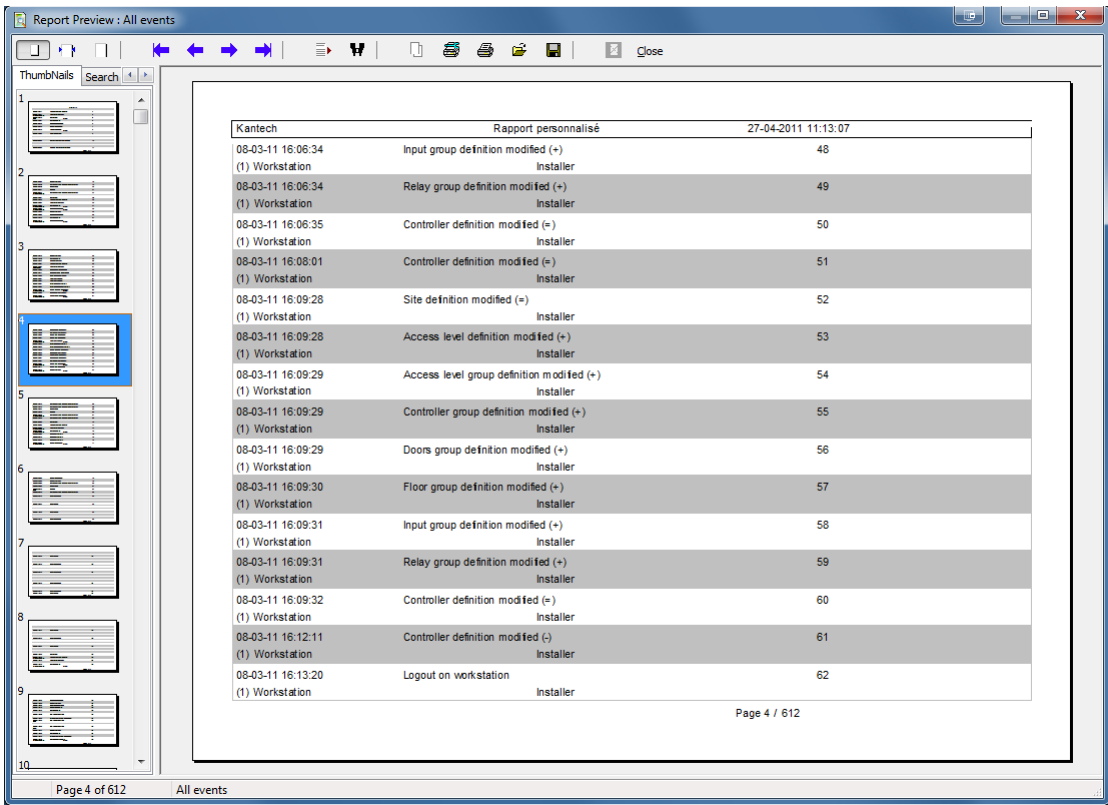 Report Preview : All events
Close
ThumbNails Search
Kantech Rapport personnalisé 27-04-2011 11:13:07
08-03-11 16:06:34 Input group definition modified (+) 48
(1) Workstation Installer
08-03-11 16:06:34 Relay group definition modified (+) 49
(1) Workstation Installer
08-03-11 16:06:35 Controller definition modified (=) 50
(1) Workstation Installer
08-03-11 16:08:01 Controller definition modified (=) 51
(1) Workstation Installer
08-03-11 16:09:28 Site definition modified (=) 52
(1) Workstation Installer
08-03-11 16:09:28 Access level definition modified (+) 53
(1) Workstation Installer
08-03-11 16:09:29 Access level group definition modified (+) 54
(1) Workstation Installer
08-03-11 16:09:29 Controller group definition modified (+) 55
(1) Workstation Installer
08-03-11 16:09:29 Doors group definition modified (+) 56
(1) Workstation Installer
08-03-11 16:09:30 Floor group definition modified (+) 57
(1) Workstation Installer
08-03-11 16:09:31 Input group definition modified (+) 58
(1) Workstation Installer
08-03-11 16:09:31 Relay group definition modified (+) 59
(1) Workstation Installer
08-03-11 16:09:32 Controller definition modified (=) 60
(1) Workstation Installer
08-03-11 16:12:11 Controller definition modified (-) 61
(1) Workstation Installer
08-03-11 16:13:20 Logout on workstation 62
(1) Workstation Installer
Page 4 / 612
1
2
3
4
5
6
7
8
9
10
Page 4 of 612 All events